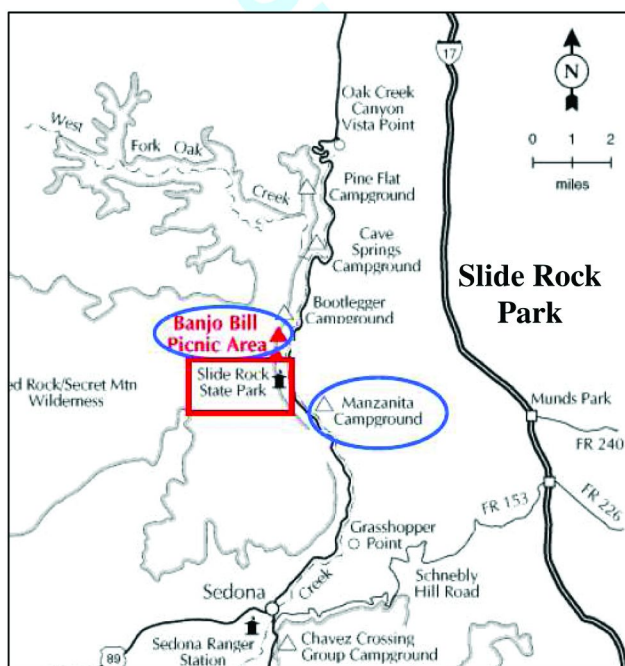 17
N
Oak Creek
Canyon
Vista Point
West
Fork Oak
Creek
0 1 2
miles
Pine Flat
Campground
Cave
Springs
Campground
Slide Rock
Park
Bootlegger
Campground
Banjo Bill
Picnic Area
Slide Rock
State Park
ed Rock/Secret Mtn
Wilderness
Manzanita
Campground
Munds Park
FR 240
FR 153
FR 226
Grasshopper
Point
Schnebly
Hill Road
Sedona
Creek
Sedona Ranger
Station
Chavez Crossing
Group Campground
89